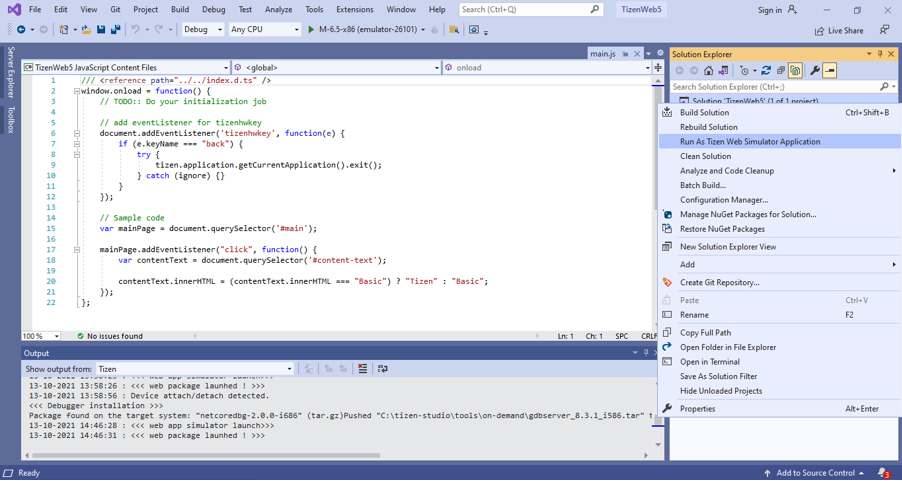 File Edit View Git Project Build Debug Test Analyze Tools Extensions Window Help Search (Ctrl+Q) TizenWeb5 Sign in
Debug Any CPU M-6.5-x86 (emulator-26101) Live Share
Server Explorer
Toolbox
main.js
TizenWeb5 JavaScript Content Files <global> onload
1 /// <reference path="../../index.d.ts" />
2 window.onload = function() {
3 // TODO:: Do your initialization job
4
5 // add eventListener for tizenhwkey
6 document.addEventListener('tizenhwkey', function(e) {
7 if (e.keyName === "back") {
8 try {
9 tizen.application.getCurrentApplication().exit();
10 } catch (ignore) {}
11 }
12 });
13
14 // Sample code
15 var mainPage = document.querySelector('#main');
16
17 mainPage.addEventListener("click", function() {
18 var contentText = document.querySelector('#content-text');
19
20 contentText.innerHTML = (contentText.innerHTML === "Basic") ? "Tizen" : "Basic";
21 });
22 };
100 % No issues found Ln: 1 Ch: 1 SPC CRLF
Output
Show output from: Tizen
13-10-2021 13:58:23 : <<< web app simulator launch>>>
13-10-2021 13:58:26 : <<< web package launhed ! >>>
13-10-2021 13:58:56 : Device attach/detach detected.
<<< Debugger installation >>>
Package found on the target system: "netcoredbg-2.0.0-i686" (tar.gz)Pushed "C:\tizen-studio\tools\on-demand\gdbserver_8.3.1_i586.tar"
13-10-2021 14:46:28 : <<< web app simulator launch>>>
13-10-2021 14:46:31 : <<< web package launhed ! >>>
Solution Explorer
Search Solution Explorer (Ctrl+;)
Solution 'TizenWeb5' (1 of 1 project)
Build Solution Ctrl+Shift+B
Rebuild Solution
Run As Tizen Web Simulator Application
Clean Solution
Analyze and Code Cleanup
Batch Build...
Configuration Manager...
Manage NuGet Packages for Solution...
Restore NuGet Packages
New Solution Explorer View
Add
Create Git Repository...
Paste Ctrl+V
Rename F2
Copy Full Path
Open Folder in File Explorer
Open in Terminal
Save As Solution Filter
Hide Unloaded Projects
Properties Alt+Enter
Ready Add to Source Control 3